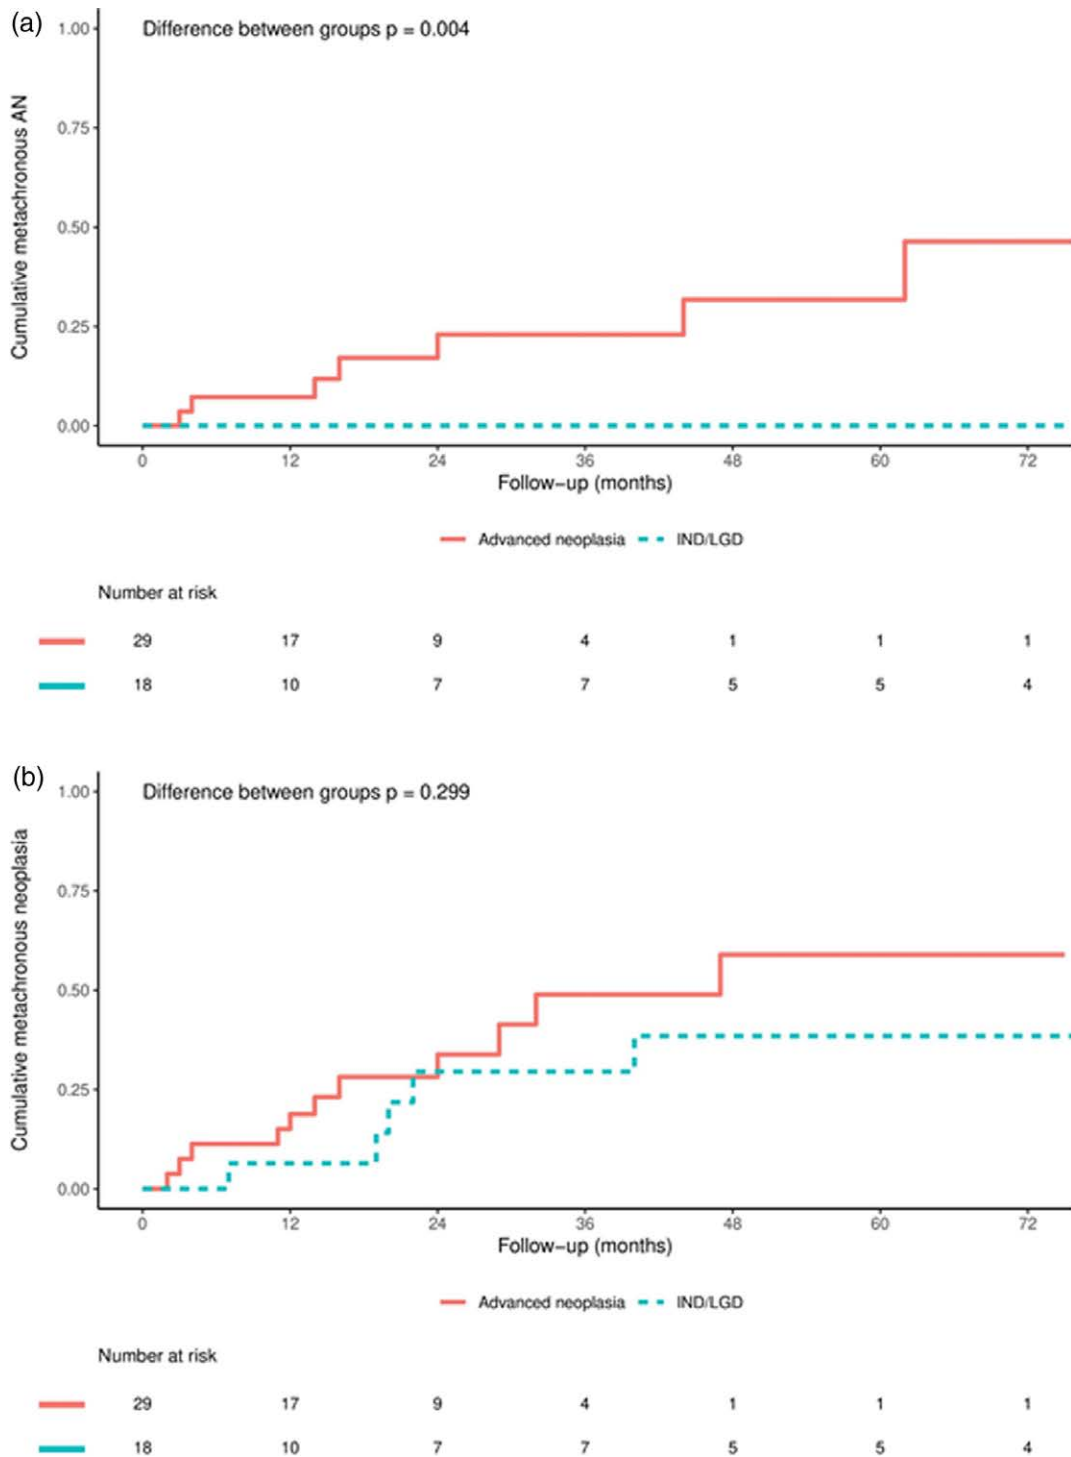 (a)
Difference between groups p = 0.004
Cumulative metachronous AN
1.00
0.75
0.50
0.25
0.00
0 12 24 36 48 60 72
Follow−up (months)
Advanced neoplasia IND/LGD
Number at risk
29 17 9 4 1 1 1
18 10 7 7 5 5 4
(b)
Difference between groups p = 0.299
Cumulative metachronous neoplasia
1.00
0.75
0.50
0.25
0.00
0 12 24 36 48 60 72
Follow−up (months)
Advanced neoplasia IND/LGD
Number at risk
29 17 9 4 1 1 1
18 10 7 7 5 5 4